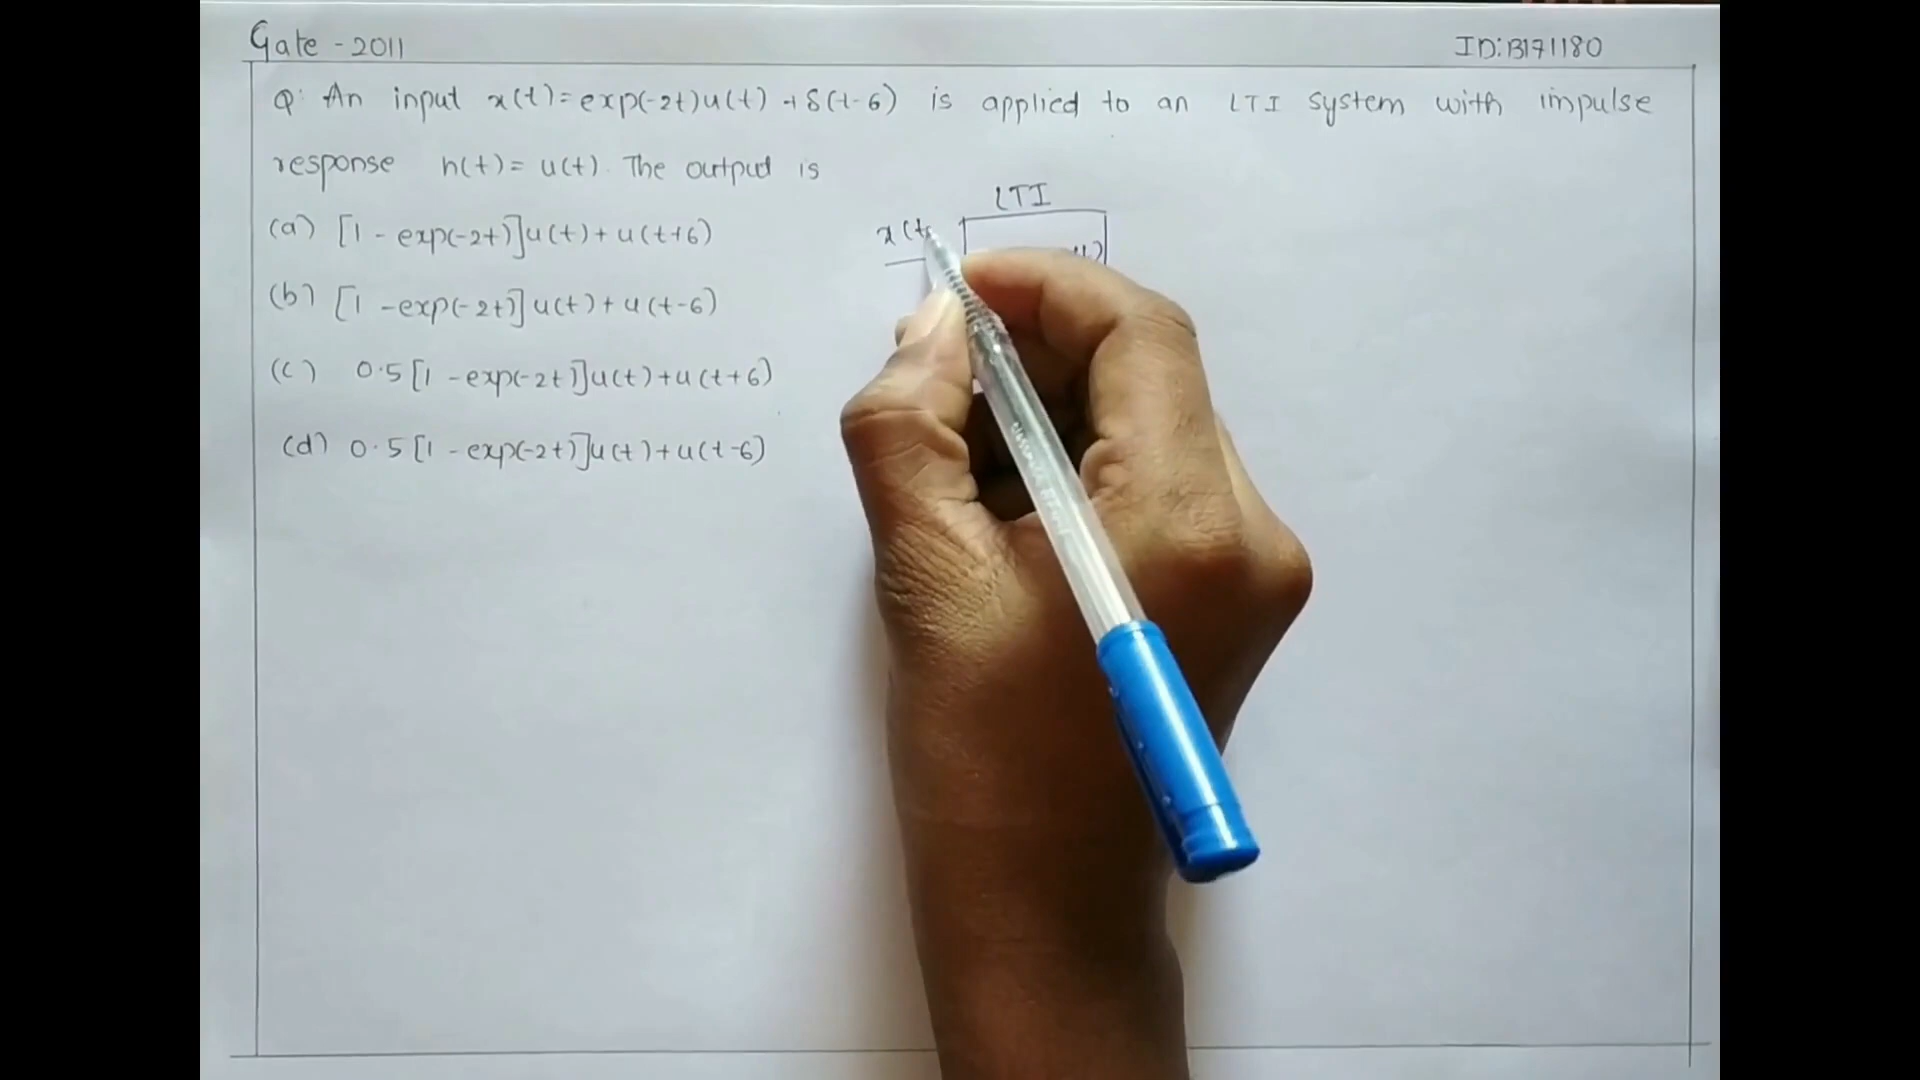 Gate - 2011
ID:B171180
Q: An input x(t)=exp(-2t)u(t) + δ(t-6) is applied to an LTI system with impulse
response h(t)= u(t). The output is
(a) [1 - exp(-2t)]u(t)+u(t+6)
(b) [1 -exp(-2t)]u(t)+u(t-6)
(c) 0.5[1 -exp(-2t)]u(t)+u(t+6)
(d) 0.5[1 -exp(-2t)]u(t)+u(t-6)
LTI
x(t